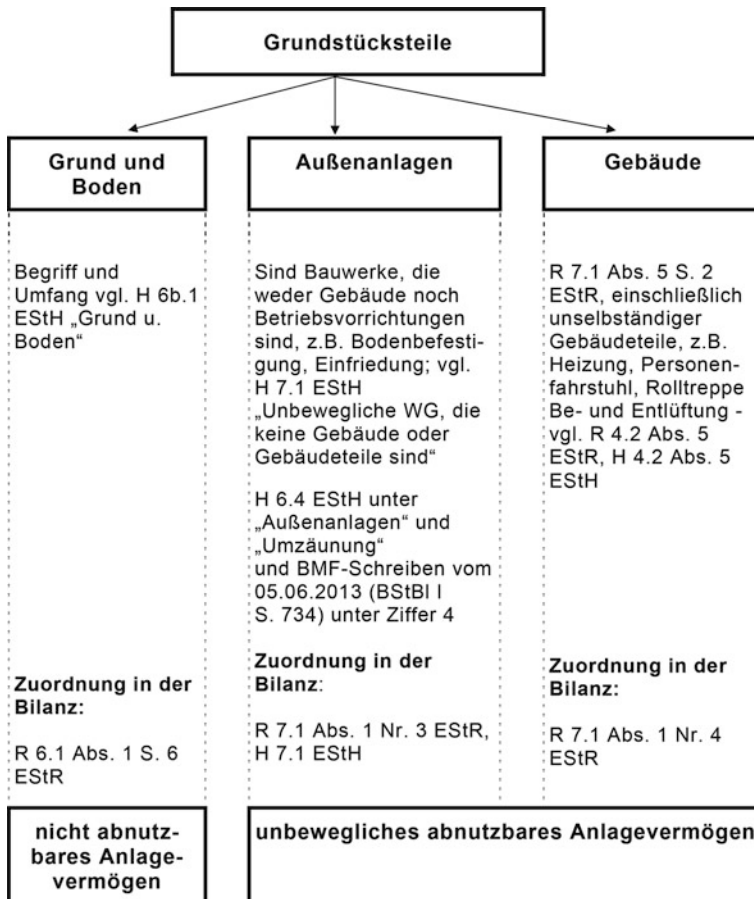 Grundstücksteile
Grund und
Boden
Begriff und
Umfang vgl. H 6b.1
EStH „Grund u.
Boden“
Zuordnung in der
Bilanz:
R 6.1 Abs. 1 S. 6
EStR
nicht abnutz-
bares Anlage-
vermögen
Außenanlagen
Sind Bauwerke, die
weder Gebäude noch
Betriebsvorrichtungen
sind, z.B. Bodenbefesti-
gung, Einfriedung; vgl.
H 7.1 EStH
„Unbewegliche WG, die
keine Gebäude oder
Gebäudeteile sind“
H 6.4 EStH unter
„Außenanlagen“ und
„Umzäunung“
und BMF-Schreiben vom
05.06.2013 (BStBl I
S. 734) unter Ziffer 4
Zuordnung in der
Bilanz:
R 7.1 Abs. 1 Nr. 3 EStR,
H 7.1 EStH
Gebäude
R 7.1 Abs. 5 S. 2
EStR, einschließlich
unselbständiger
Gebäudeteile, z.B.
Heizung, Personen-
fahrstuhl, Rolltreppe
Be- und Entlüftung -
vgl. R 4.2 Abs. 5
EStR, H 4.2 Abs. 5
EStH
Zuordnung in der
Bilanz:
R 7.1 Abs. 1 Nr. 4
EStR
unbewegliches abnutzbares Anlagevermögen